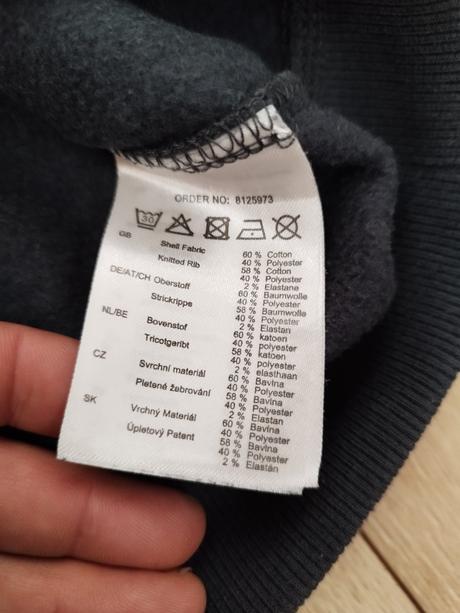 ORDER NO: 8125973
30
GB Shell Fabric 60 % Cotton
40 % Polyester
Knitted Rib 58 % Cotton
40 % Polyester
2 % Elastane
DE/AT/CH Oberstoff 60 % Baumwolle
40 % Polyester
Strickrippe 58 % Baumwolle
40 % Polyester
2 % Elastan
NL/BE Bovenstof 60 % katoen
40 % polyester
Tricotgeribt 58 % katoen
40 % polyester
2 % elasthaan
CZ Svrchní materiál 60 % Bavlna
40 % Polyester
Pletené žebrování 58 % Bavlna
40 % Polyester
2 % Elastan
SK Vrchný Materiál 60 % Bavlna
40 % Polyester
Úpletový Patent 58 % Bavlna
40 % Polyester
2 % Elastán